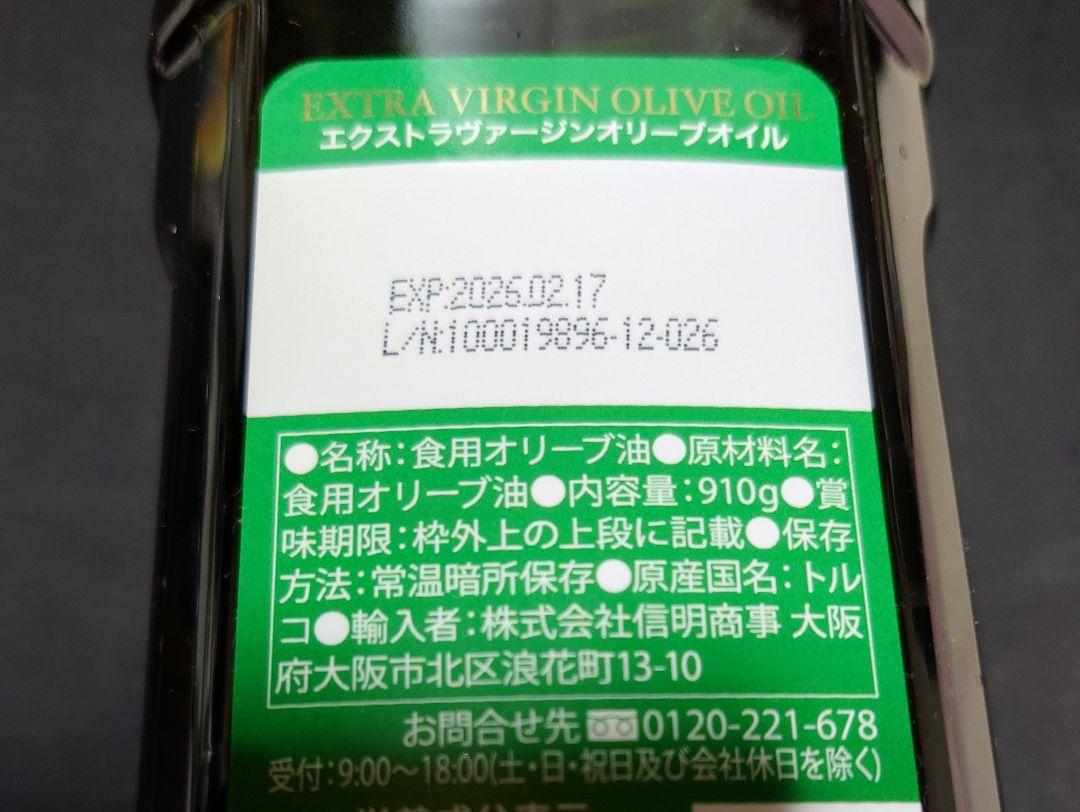 EXTRA VIRGIN OLIVE OIL
エクストラヴァージンオリーブオイル
EXP:2026.02.17
L/N:100019896-12-026
●名称：食用オリーブ油●原材料名：
食用オリーブ油●内容量：910g●賞
味期限：枠外上の上段に記載●保存
方法：常温暗所保存●原産国名：トル
コ●輸入者：株式会社信明商事 大阪
府大阪市北区浪花町13-10
お問合せ先 0120-221-678
受付：9:00～18:00(土・日・祝日及び会社休日を除く)